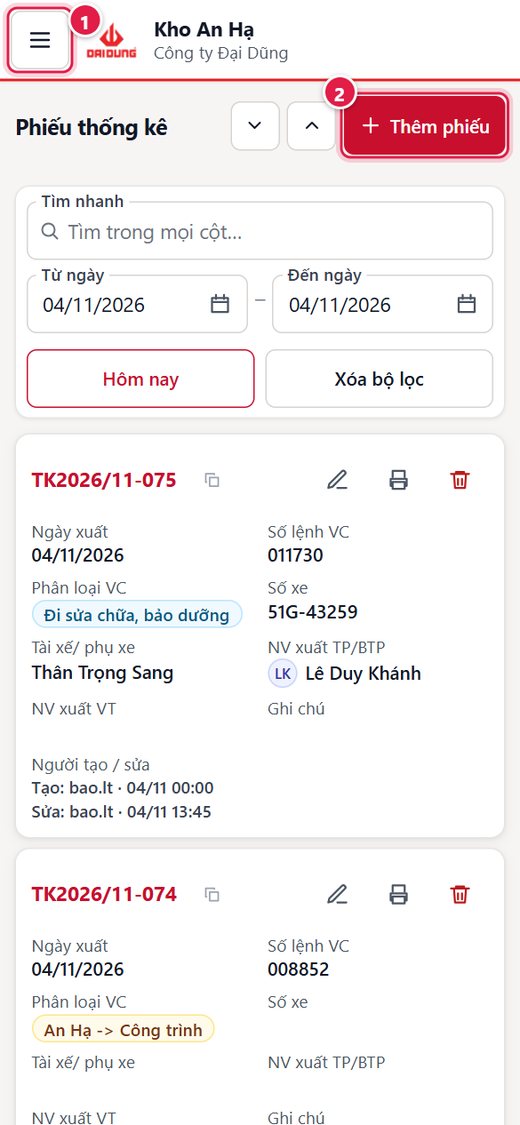 1
Kho An Hạ
DAIDUNG
Công ty Đại Dũng
2
Phiếu thống kê
Thêm phiếu
Tìm nhanh
Tìm trong mọi cột...
Từ ngày
Đến ngày
04/11/2026
–
04/11/2026
Hôm nay
Xóa bộ lọc
TK2026/11-075
Ngày xuất
Số lệnh VC
04/11/2026
011730
Phân loại VC
Số xe
Đi sửa chữa, bảo dưỡng
51G-43259
Tài xế/ phụ xe
NV xuất TP/BTP
Thân Trọng Sang
LK
Lê Duy Khánh
NV xuất VT
Ghi chú
Người tạo / sửa
Tạo: bao.lt · 04/11 00:00
Sửa: bao.lt · 04/11 13:45
TK2026/11-074
Ngày xuất
Số lệnh VC
04/11/2026
008852
Phân loại VC
Số xe
An Hạ -> Công trình
Tài xế/ phụ xe
NV xuất TP/BTP
NV xuất VT
Ghi chú